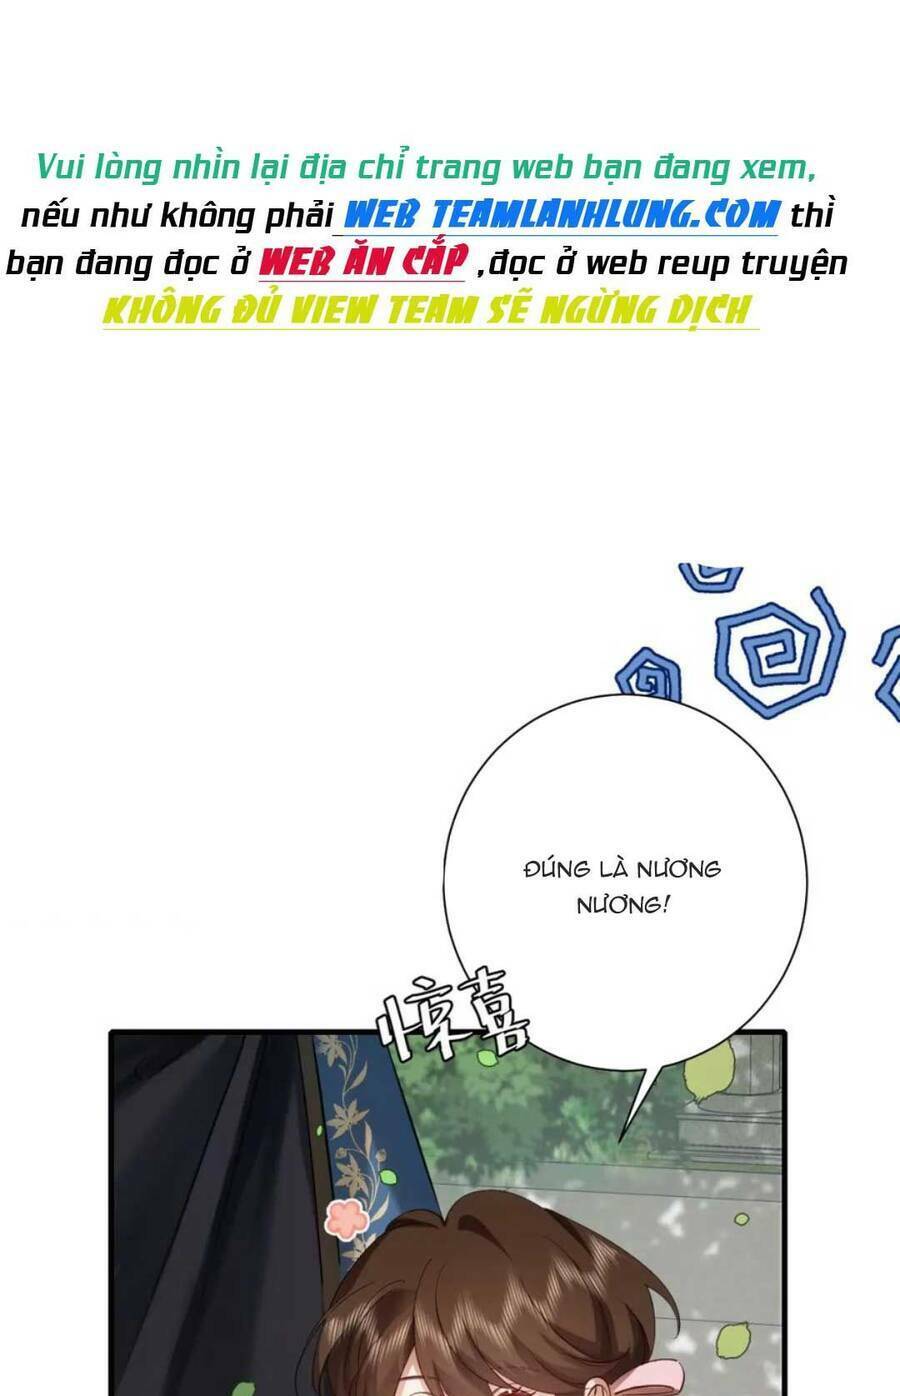 Vui lòng nhìn lại địa chỉ trang web bạn đang xem,
nếu như không phải WEB TEAMLANHLUNG.COM thì
bạn đang đọc ở WEB ĂN CẮP ,đọc ở web reup truyện
KHÔNG ĐỦ VIEW TEAM SẼ NGỪNG DỊCH
ĐÚNG LÀ NƯƠNG
NƯƠNG!
惊喜